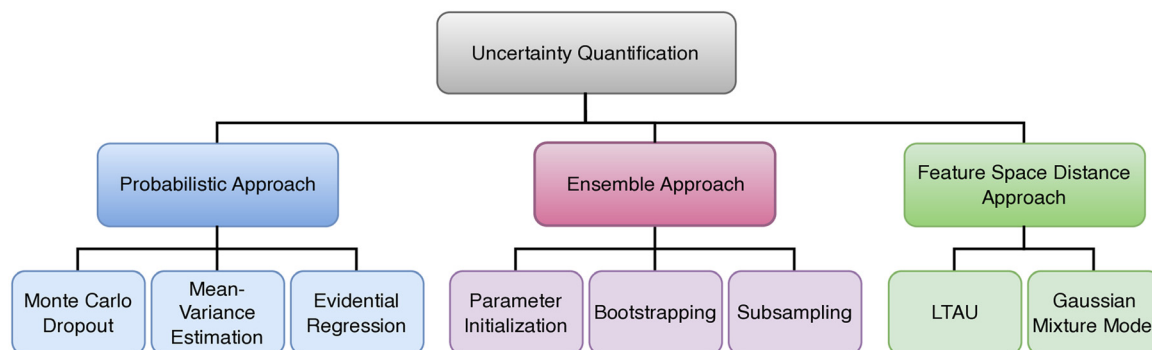 Uncertainty Quantification
Probabilistic Approach
Ensemble Approach
Feature Space Distance
Approach
Monte Carlo
Dropout
Mean-
Variance
Estimation
Evidential
Regression
Parameter
Initialization
Bootstrapping
Subsampling
LTAU
Gaussian
Mixture Model